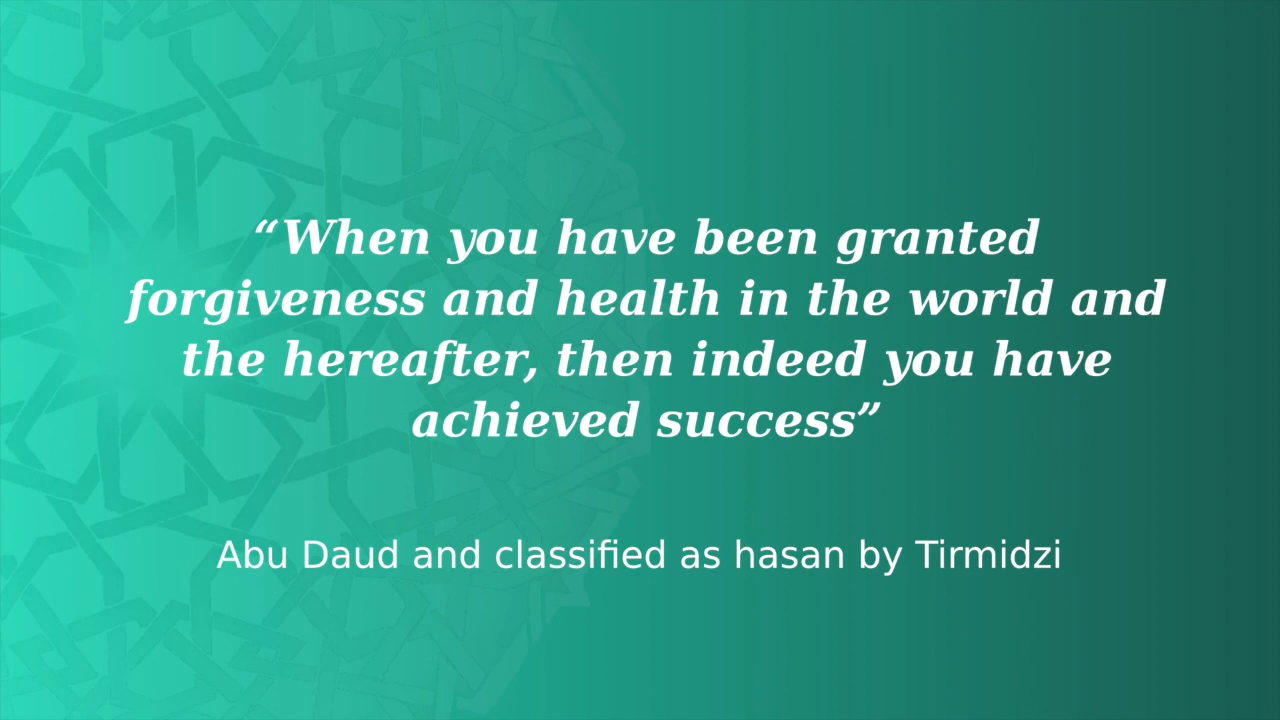 “When you have been granted
forgiveness and health in the world and
the hereafter, then indeed you have
achieved success”
Abu Daud and classified as hasan by Tirmidzi